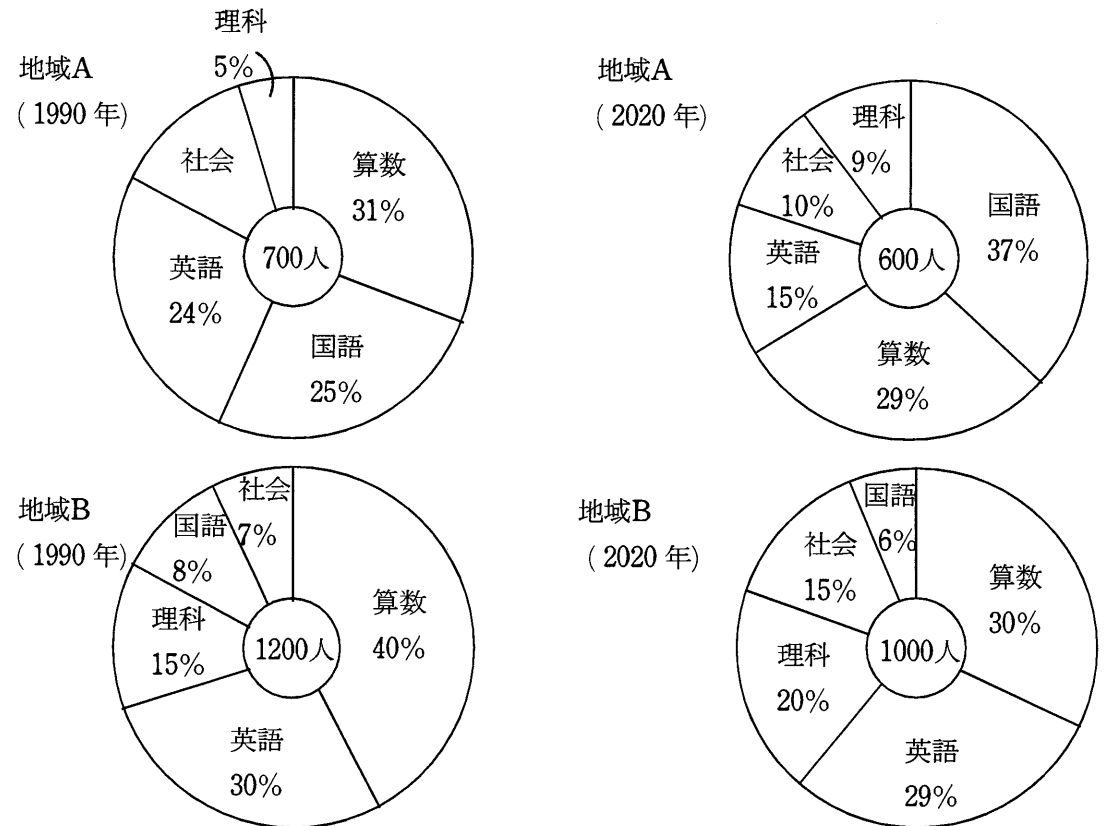 地域A
(1990年)
理科
5%
算数
31%
国語
25%
英語
24%
社会
700人
地域A
(2020年)
国語
37%
算数
29%
英語
15%
社会
10%
理科
9%
600人
地域B
(1990年)
算数
40%
英語
30%
理科
15%
国語
8%
社会
7%
1200人
地域B
(2020年)
算数
30%
英語
29%
理科
20%
社会
15%
国語
6%
1000人